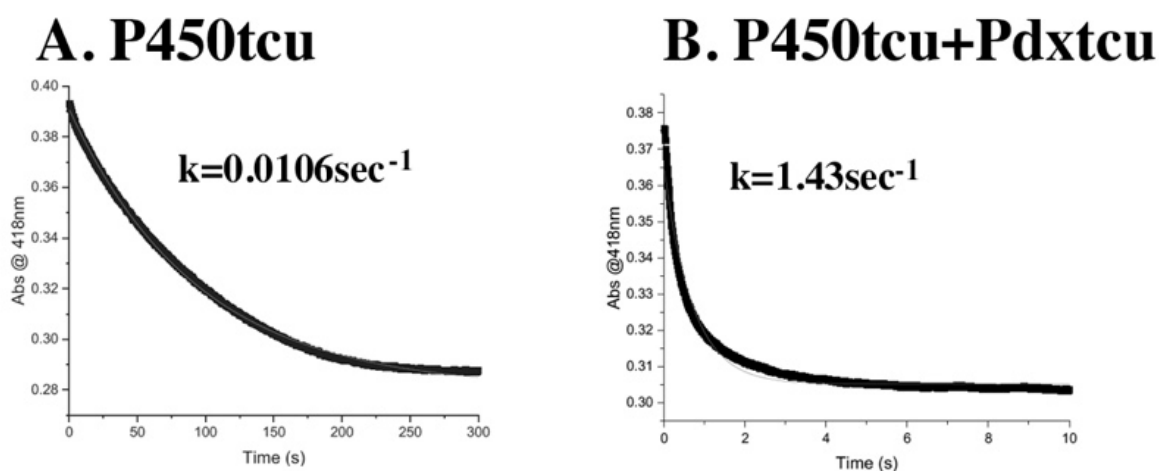 A. P450tcu
k=0.0106sec-1
Abs @ 418nm
0.40
0.38
0.36
0.34
0.32
0.30
0.28
0 50 100 150 200 250 300
Time (s)
B. P450tcu+Pdxtcu
k=1.43sec-1
Abs @418nm
0.38
0.37
0.36
0.35
0.34
0.33
0.32
0.31
0.30
0 2 4 6 8 10
Time (s)